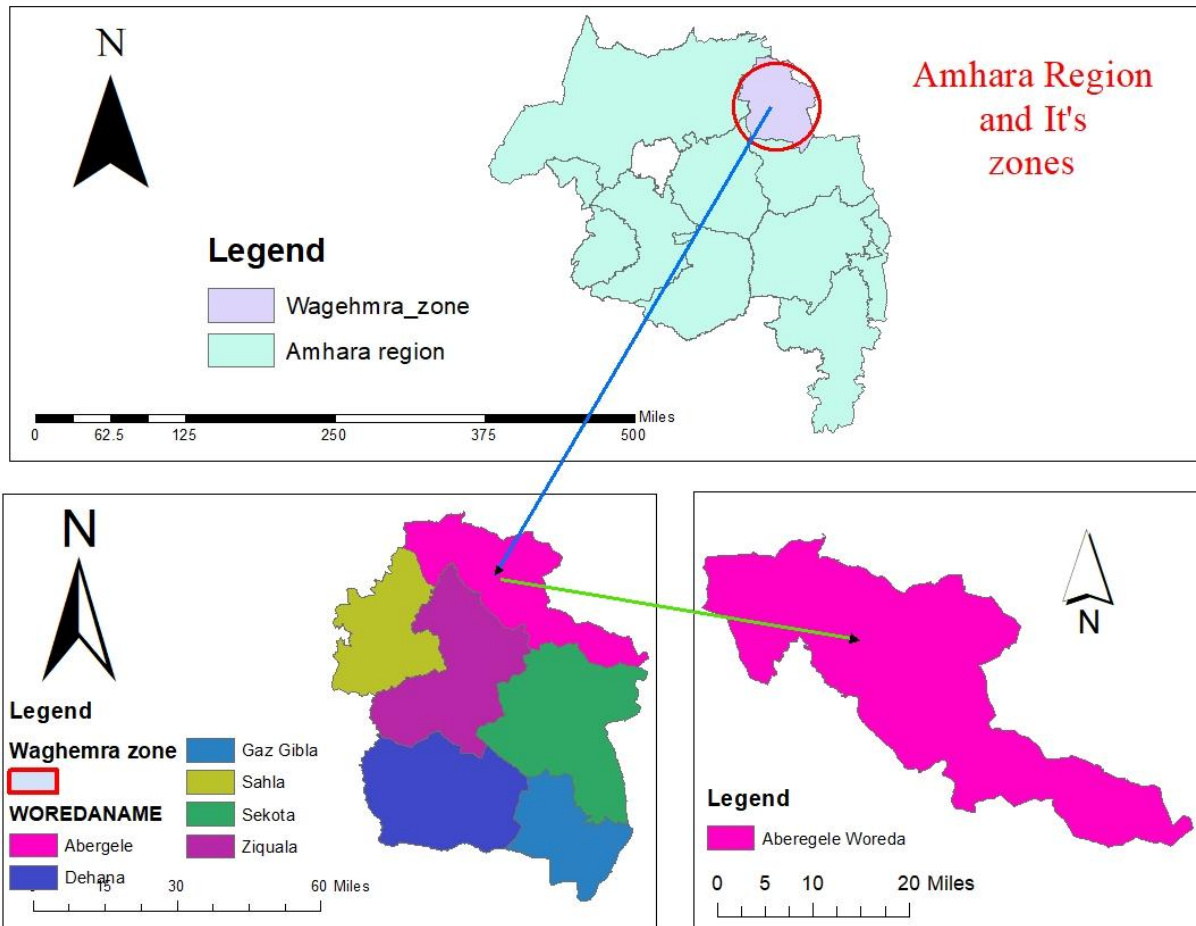 N
Amhara Region
and It's
zones
Legend
Wagehmra_zone
Amhara region
Miles
0 62.5 125 250 375 500
N
Legend
Waghemra zone
WOREDANAME
Abergele
Dehana
Gaz Gibla
Sahla
Sekota
Ziquala
15 30 60 Miles
N
Legend
Aberegele Woreda
0 5 10 20 Miles